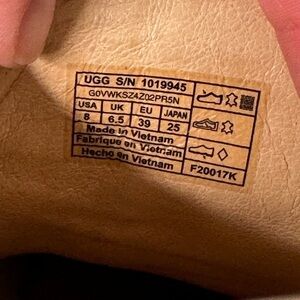 UGG S/N 1019945
G0VWKSZ4Z02PR5N
USA UK EU JAPAN
8 6.5 39 25
Made in Vietnam
Fabriqué en Vietnam
Hecho en Vietnam
F20017K